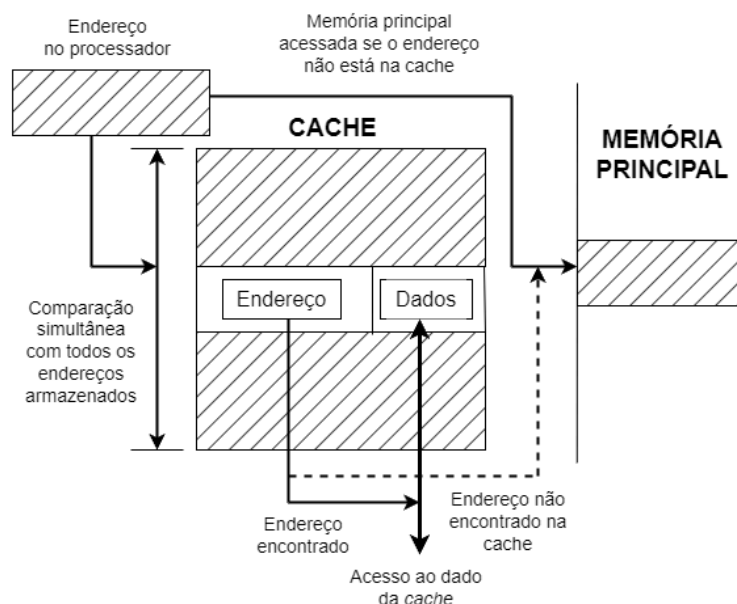 Endereço
no processador
Memória principal
acessada se o endereço
não está na cache
CACHE
MEMÓRIA
PRINCIPAL
Endereço
Dados
Comparação
simultânea
com todos os
endereços
armazenados
Endereço
encontrado
Endereço não
encontrado na
cache
Acesso ao dado
da cache